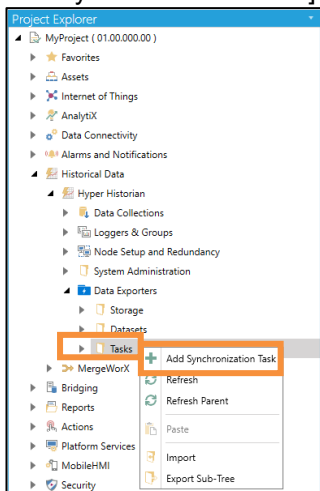 Project Explorer
MyProject ( 01.00.000.00 )
Favorites
Assets
Internet of Things
AnalytiX
Data Connectivity
Alarms and Notifications
Historical Data
Hyper Historian
Data Collections
Loggers & Groups
Node Setup and Redundancy
System Administration
Data Exporters
Storage
Datasets
Tasks
Add Synchronization Task
MergeWorX
Refresh
Bridging
Refresh Parent
Reports
Actions
Paste
Platform Services
Import
MobileHMI
Export Sub-Tree
Security